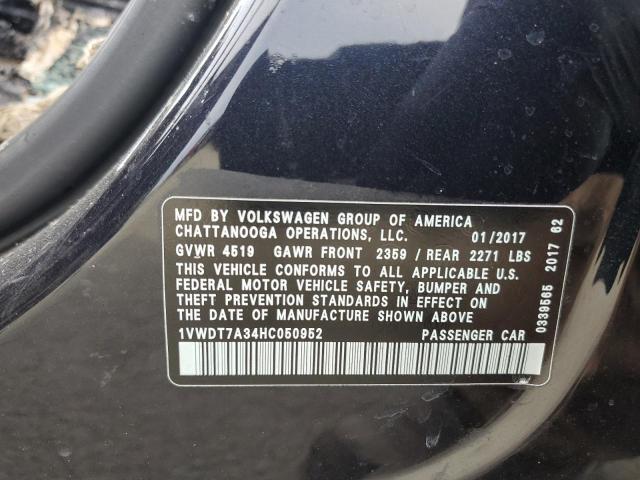 MFD BY VOLKSWAGEN GROUP OF AMERICA
CHATTANOOGA OPERATIONS, LLC. 01/2017
GVWR 4519 GAWR FRONT 2359 / REAR 2271 LBS
THIS VEHICLE CONFORMS TO ALL APPLICABLE U.S.
FEDERAL MOTOR VEHICLE SAFETY, BUMPER AND
THEFT PREVENTION STANDARDS IN EFFECT ON
THE DATE OF MANUFACTURE SHOWN ABOVE
1VWDT7A34HC050952 PASSENGER CAR
0339565 2017 62